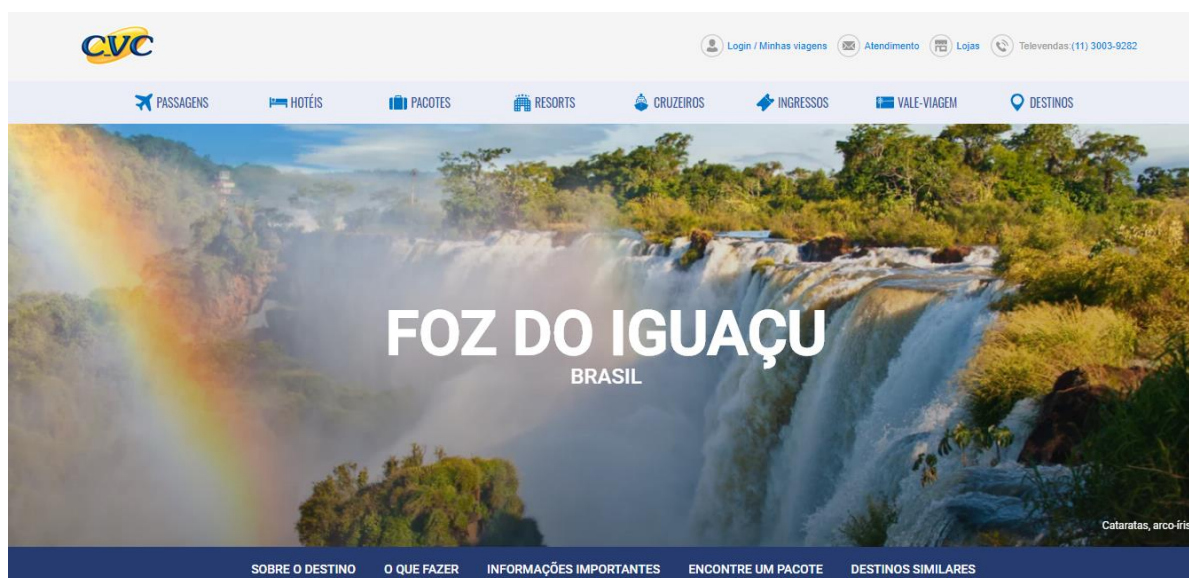 CVC
Login / Minhas viagens Atendimento Lojas Televendas:(11) 3003-9282
PASSAGENS HOTÉIS PACOTES RESORTS CRUZEIROS INGRESSOS VALE-VIAGEM DESTINOS
FOZ DO IGUAÇU
BRASIL
Cataratas, arco-íris
SOBRE O DESTINO O QUE FAZER INFORMAÇÕES IMPORTANTES ENCONTRE UM PACOTE DESTINOS SIMILARES